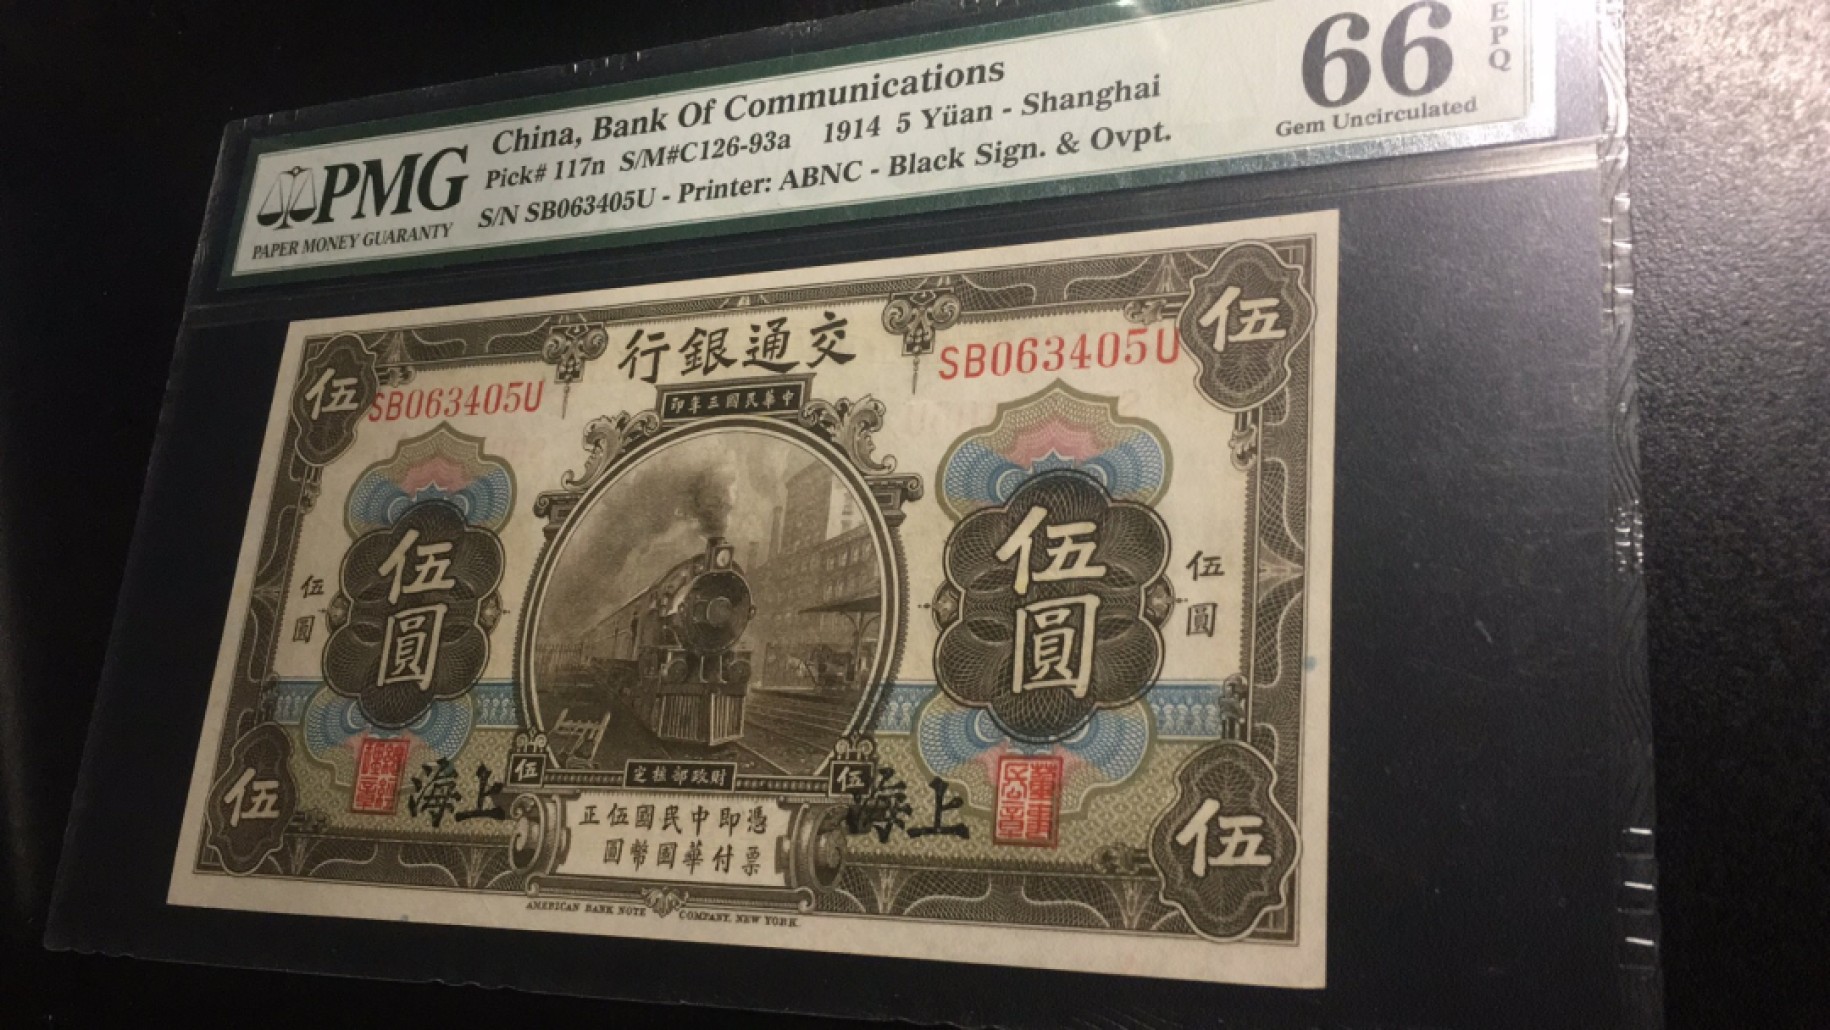 PMG
PAPER MONEY GUARANTY
China, Bank Of Communications
Pick# 117n S/M#C126-93a 1914 5 Yüan - Shanghai
S/N SB063405U - Printer: ABNC - Black Sign. & Ovpt.
66
EPQ
Gem Uncirculated
行銀通交
伍
伍
SB063405U
SB063405U
印年三國民華中
伍圓
伍圓
伍圓
伍圓
海上
海上
伍
伍
定核部政財
正伍國民中即憑
圓幣國華付票
伍
伍
AMERICAN BANK NOTE COMPANY, NEW YORK.